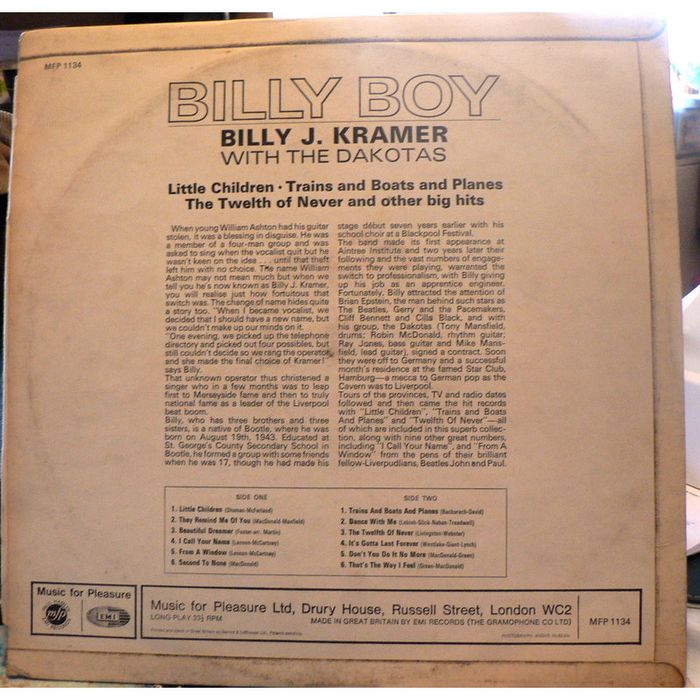 MFP 1134
BILLY BOY
BILLY J. KRAMER
WITH THE DAKOTAS
Little Children · Trains and Boats and Planes
The Twelth of Never and other big hits
When young William Ashton had his guitar
stolen, it was a blessing in disguise. He was
a member of a four-man group and was
asked to sing when the vocalist quit but he
wasn't keen on the idea . . . until that theft
left him with no choice. The name William
Ashton may not mean much but when we
tell you he's now known as Billy J. Kramer,
you will realise just how fortuitous that
switch was. The change of name hides quite
a story too. "When I became vocalist, we
decided that I should have a new name, but
we couldn't make up our minds on it.
"One evening, we picked up the telephone
directory and picked out four possibles, but
still couldn't decide so we rang the operator
and she made the final choice of Kramer!"
says Billy.
That unknown operator thus christened a
singer who in a few months was to leap
first to Merseyside fame and then to truly
national fame as a leader of the Liverpool
beat boom.
Billy, who has three brothers and three
sisters, is a native of Bootle, where he was
born on August 19th, 1943. Educated at
St. George's County Secondary School in
Bootle, he formed a group with some friends
when he was 17, though he had made his
stage début seven years earlier with his
school choir at a Blackpool Festival.
The band made its first appearance at
Aintree Institute and two years later their
following and the vast numbers of engage-
ments they were playing, warranted the
switch to professionalism, with Billy giving
up his job as an apprentice engineer.
Fortunately, Billy attracted the attention of
Brian Epstein, the man behind such stars as
The Beatles, Gerry and the Pacemakers,
Cliff Bennett and Cilla Black, and with
his group, the Dakotas (Tony Mansfield,
drums; Robin McDonald, rhythm guitar;
Ray Jones, bass guitar and Mike Mans-
field, lead guitar), signed a contract. Soon
they were off to Germany and a successful
month's residence at the famed Star Club,
Hamburg—a mecca to German pop as the
Cavern was to Liverpool.
Tours of the provinces, TV and radio dates
followed and then came the hit records
with "Little Children", "Trains and Boats
And Planes" and "Twelfth Of Never"—all
of which are included in this superb collec-
tion, along with nine other great numbers,
including "I Call Your Name", and "From A
Window" from the pens of their brilliant
fellow-Liverpudlians, Beatles John and Paul.
SIDE ONE
1. Little Children (Shuman-McFarland)
2. They Remind Me Of You (MacDonald-Maxfield)
3. Beautiful Dreamer (Foster-arr. Martin)
4. I Call Your Name (Lennon-McCartney)
5. From A Window (Lennon-McCartney)
6. Second To None (MacDonald)
SIDE TWO
1. Trains And Boats And Planes (Bacharach-David)
2. Dance With Me (Lebish-Glick-Nahan-Treadwell)
3. The Twelfth Of Never (Livingston-Webster)
4. It's Gotta Last Forever (Westlake-Giant-Lynch)
5. Don't You Do It No More (MacDonald-Green)
6. That's The Way I Feel (Green-MacDonald)
Music for Pleasure
mfp
EMI
Music for Pleasure Ltd, Drury House, Russell Street, London WC2
LONG-PLAY 33⅓ RPM
MADE IN GREAT BRITAIN BY EMI RECORDS (THE GRAMOPHONE CO LTD)
MFP 1134